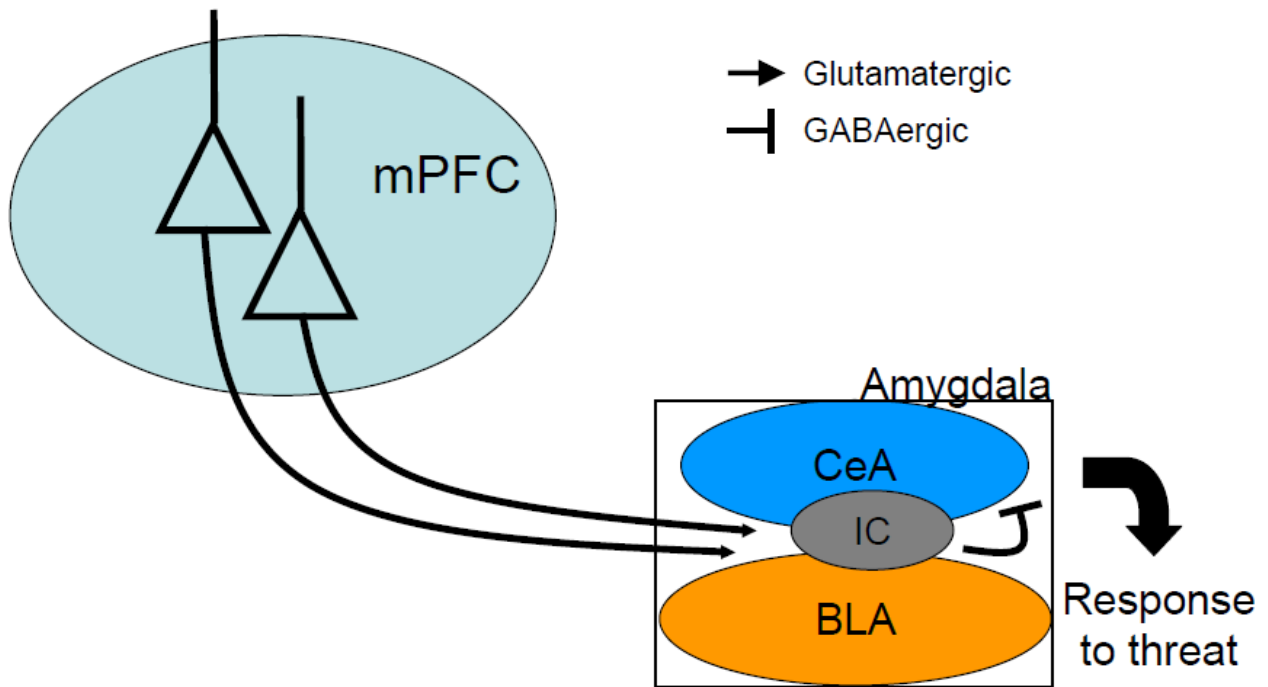 Glutamatergic
GABAergic
mPFC
Amygdala
CeA
IC
BLA
Response
to threat